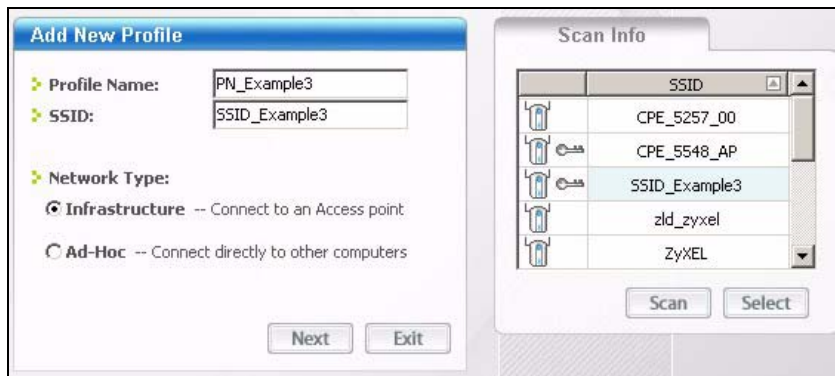 Add New Profile
Profile Name: PN_Example3
SSID: SSID_Example3
Network Type:
Infrastructure -- Connect to an Access point
Ad-Hoc -- Connect directly to other computers
Next Exit
Scan Info
SSID
CPE_5257_00
CPE_5548_AP
SSID_Example3
zld_zyxel
ZyXEL
Scan Select